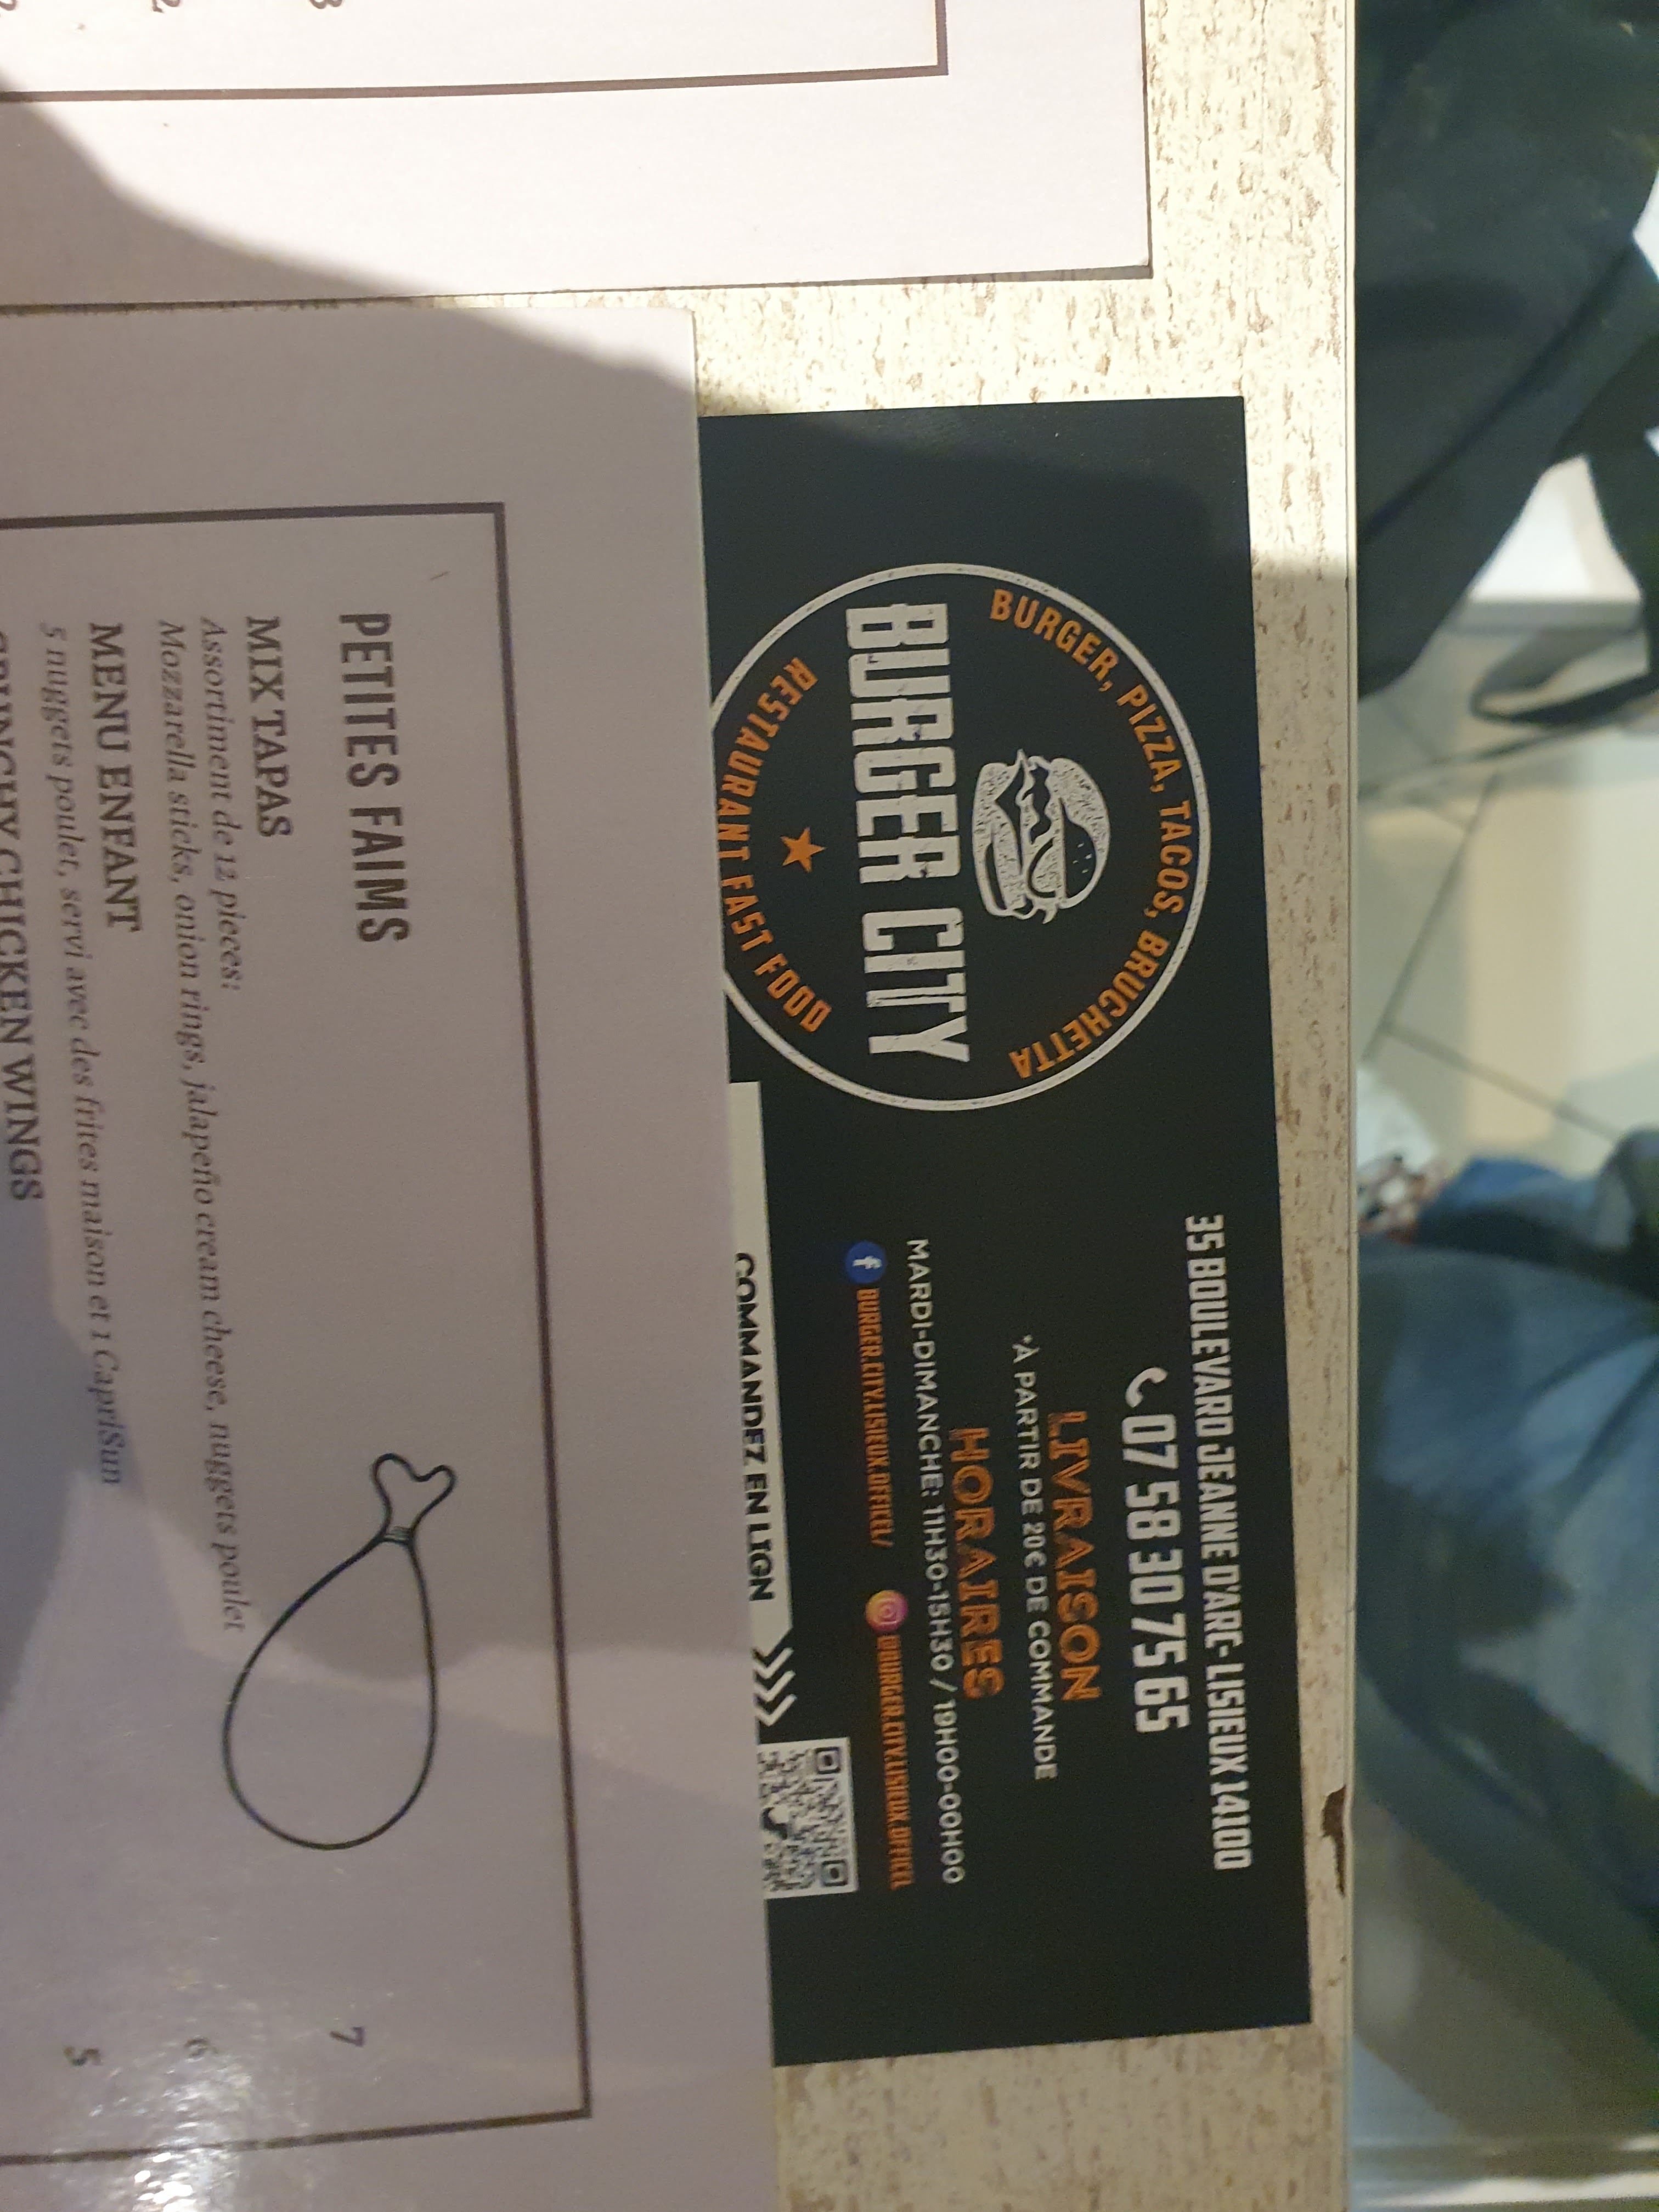 BURGER, PIZZA, TACOS, BRUCHETTA
BURGER CITY
RESTAURANT FAST FOOD
35 BOULEVARD JEANNE D'ARC- LISIEUX 14100
07 58 30 75 65
LIVRAISON
*À PARTIR DE 20€ DE COMMANDE
HORAIRES
MARDI-DIMANCHE: 11H30-15H30 / 19H00-00H00
BURGER.CITY.LISIEUX.OFFICEL/
@BURGER.CITY.LISIEUX.OFFICEL
COMMANDEZ EN LIGN
PETITES FAIMS
MIX TAPAS 7
Assortiment de 12 pièces:
Mozzarella sticks, onion rings, jalapeño cream cheese, nuggets poulet
MENU ENFANT 6
5 nuggets poulet, servi avec des frites maison et 1 CapriSun
CRUNCHY CHICKEN WINGS 5